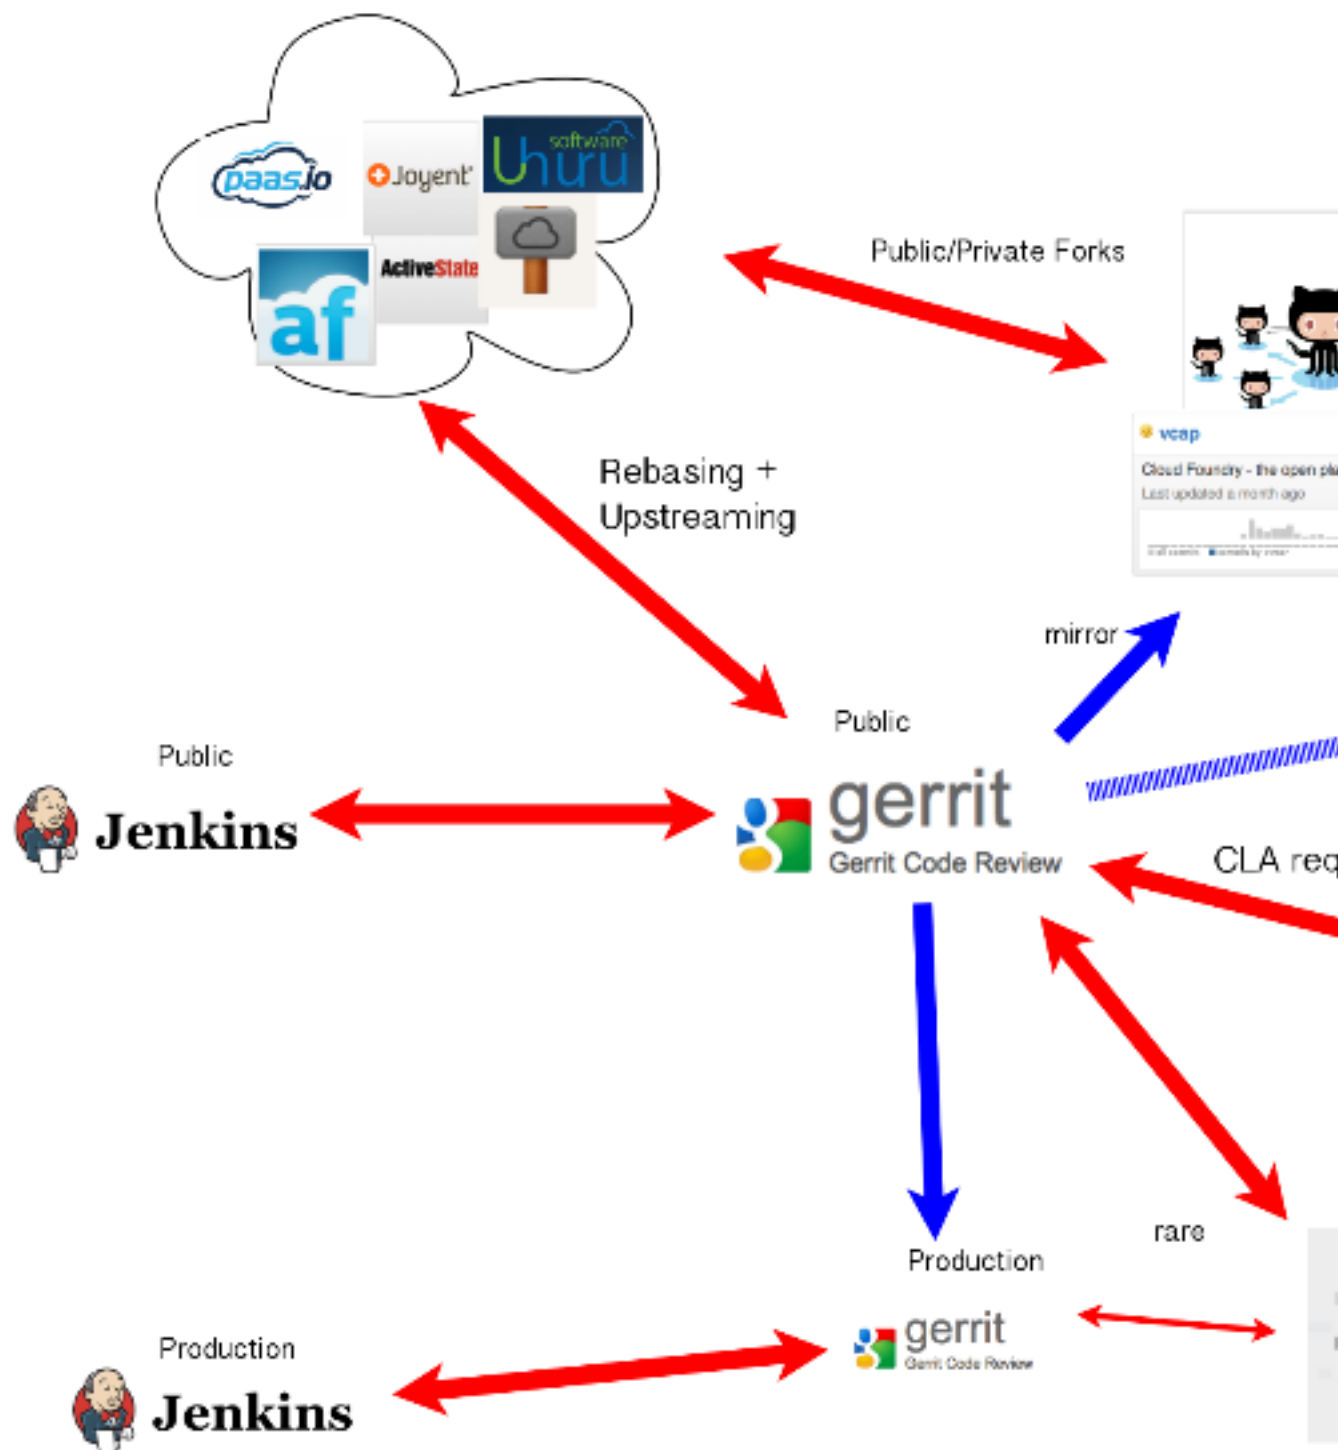 paas.io
Joyent
software
Uhuru
ActiveState
af
Public/Private Forks
vcap
Cloud Foundry - the open pla
Last updated a month ago
Rebasing +
Upstreaming
mirror
Public
gerrit
Gerrit Code Review
Public
Jenkins
CLA req
rare
Production
gerrit
Gerrit Code Review
Production
Jenkins